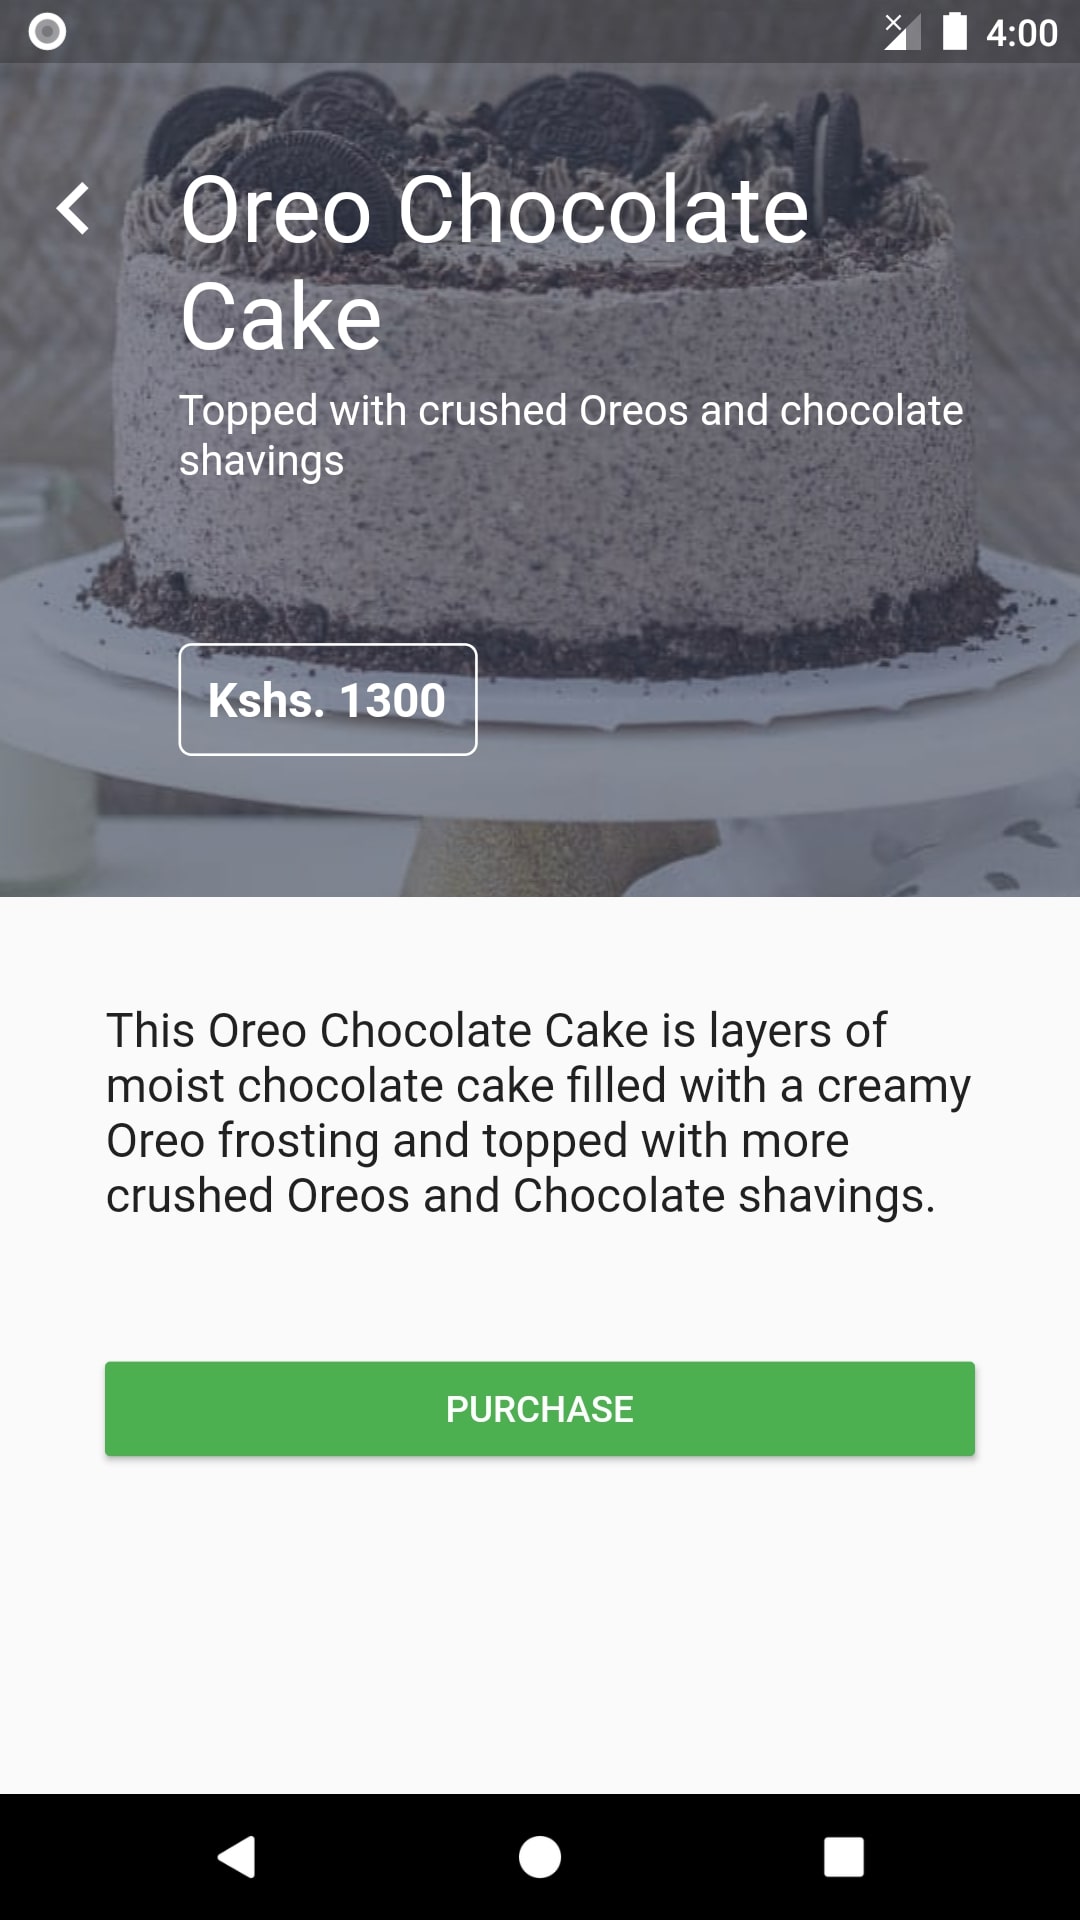 4:00
Oreo Chocolate
Cake
Topped with crushed Oreos and chocolate
shavings
Kshs. 1300
This Oreo Chocolate Cake is layers of
moist chocolate cake filled with a creamy
Oreo frosting and topped with more
crushed Oreos and Chocolate shavings.
PURCHASE